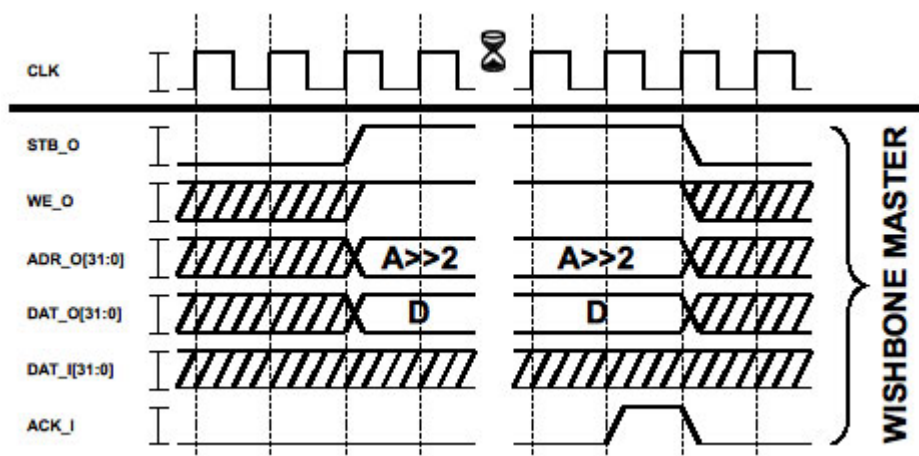 CLK
STB_O
WE_O
ADR_O[31:0] A>>2 A>>2
DAT_O[31:0] D D
DAT_I[31:0]
ACK_I
WISHBONE MASTER